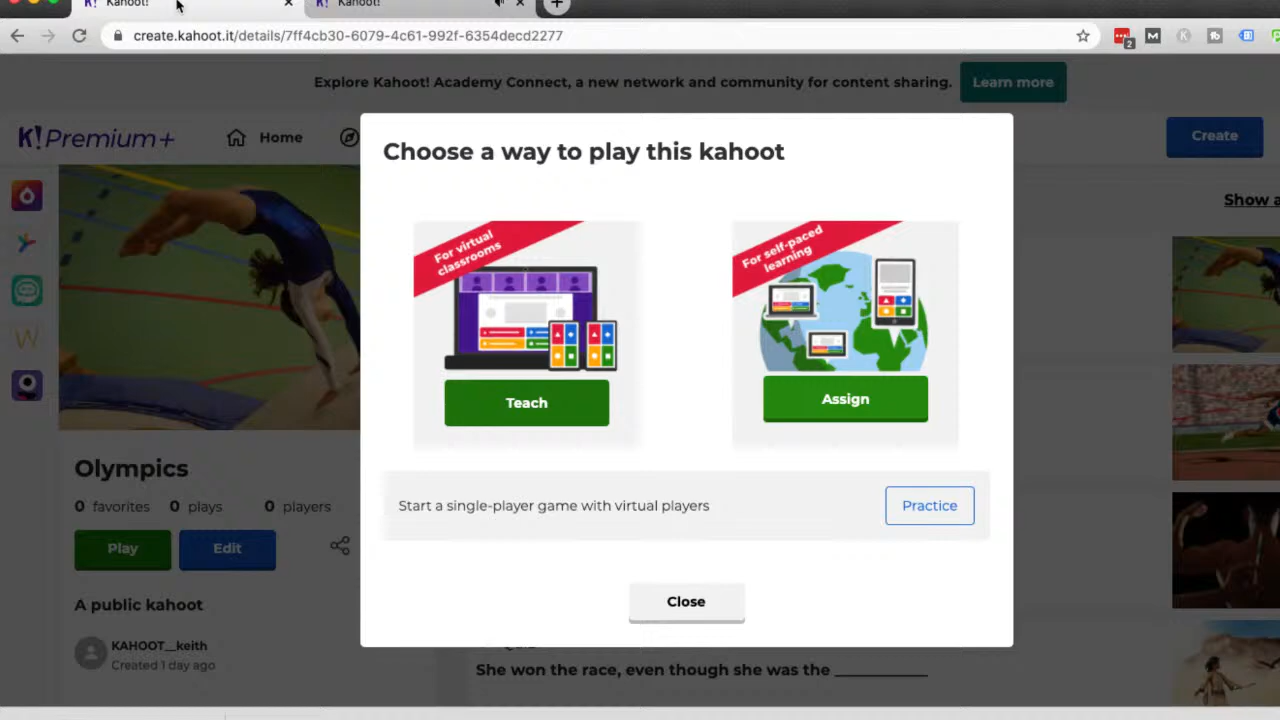 Kahoot!
Kahoot!
create.kahoot.it/details/7ff4cb30-6079-4c61-992f-6354decd2277
2
Explore Kahoot! Academy Connect, a new network and community for content sharing.
Learn more
K!Premium+
Home
Create
Choose a way to play this kahoot
Show a
For virtual
classrooms
For self-paced
learning
Teach
Assign
Olympics
0 favorites 0 plays 0 players
Start a single-player game with virtual players
Practice
Play
Edit
A public kahoot
Close
KAHOOT__keith
Created 1 day ago
She won the race, even though she was the ___________